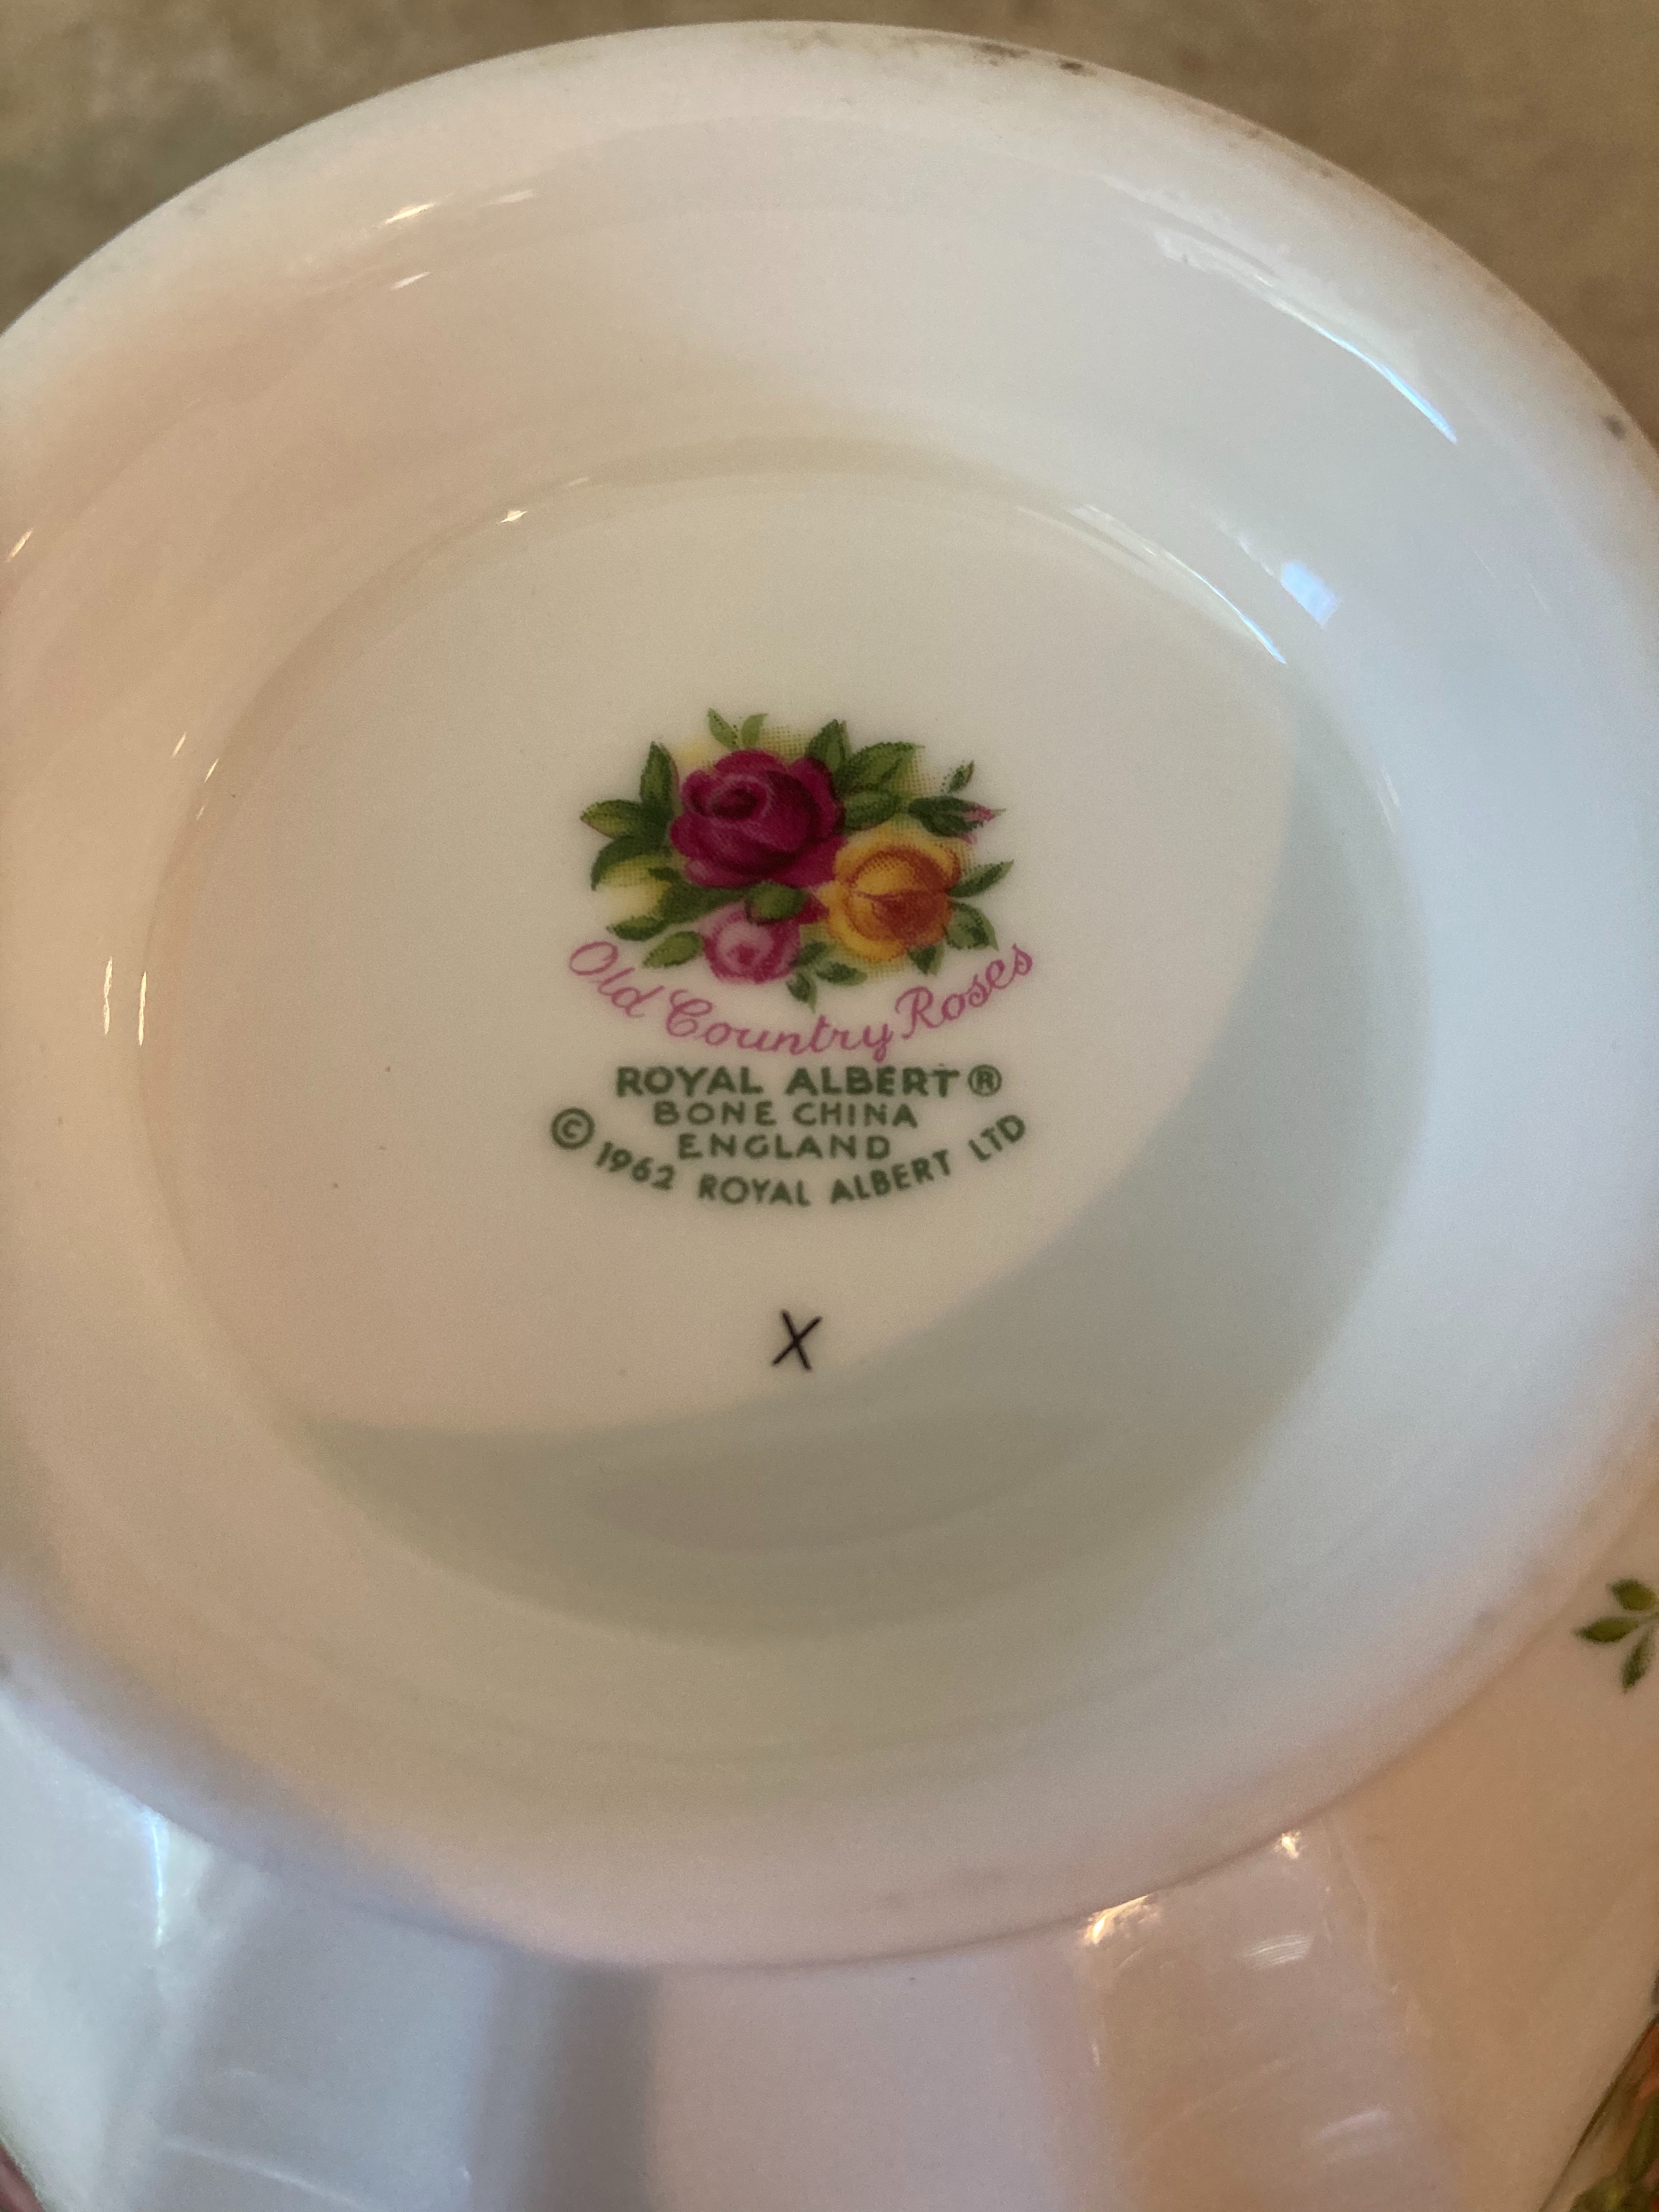 Old Country Roses
ROYAL ALBERT®
BONE CHINA
ENGLAND
© 1962 ROYAL ALBERT LTD
X